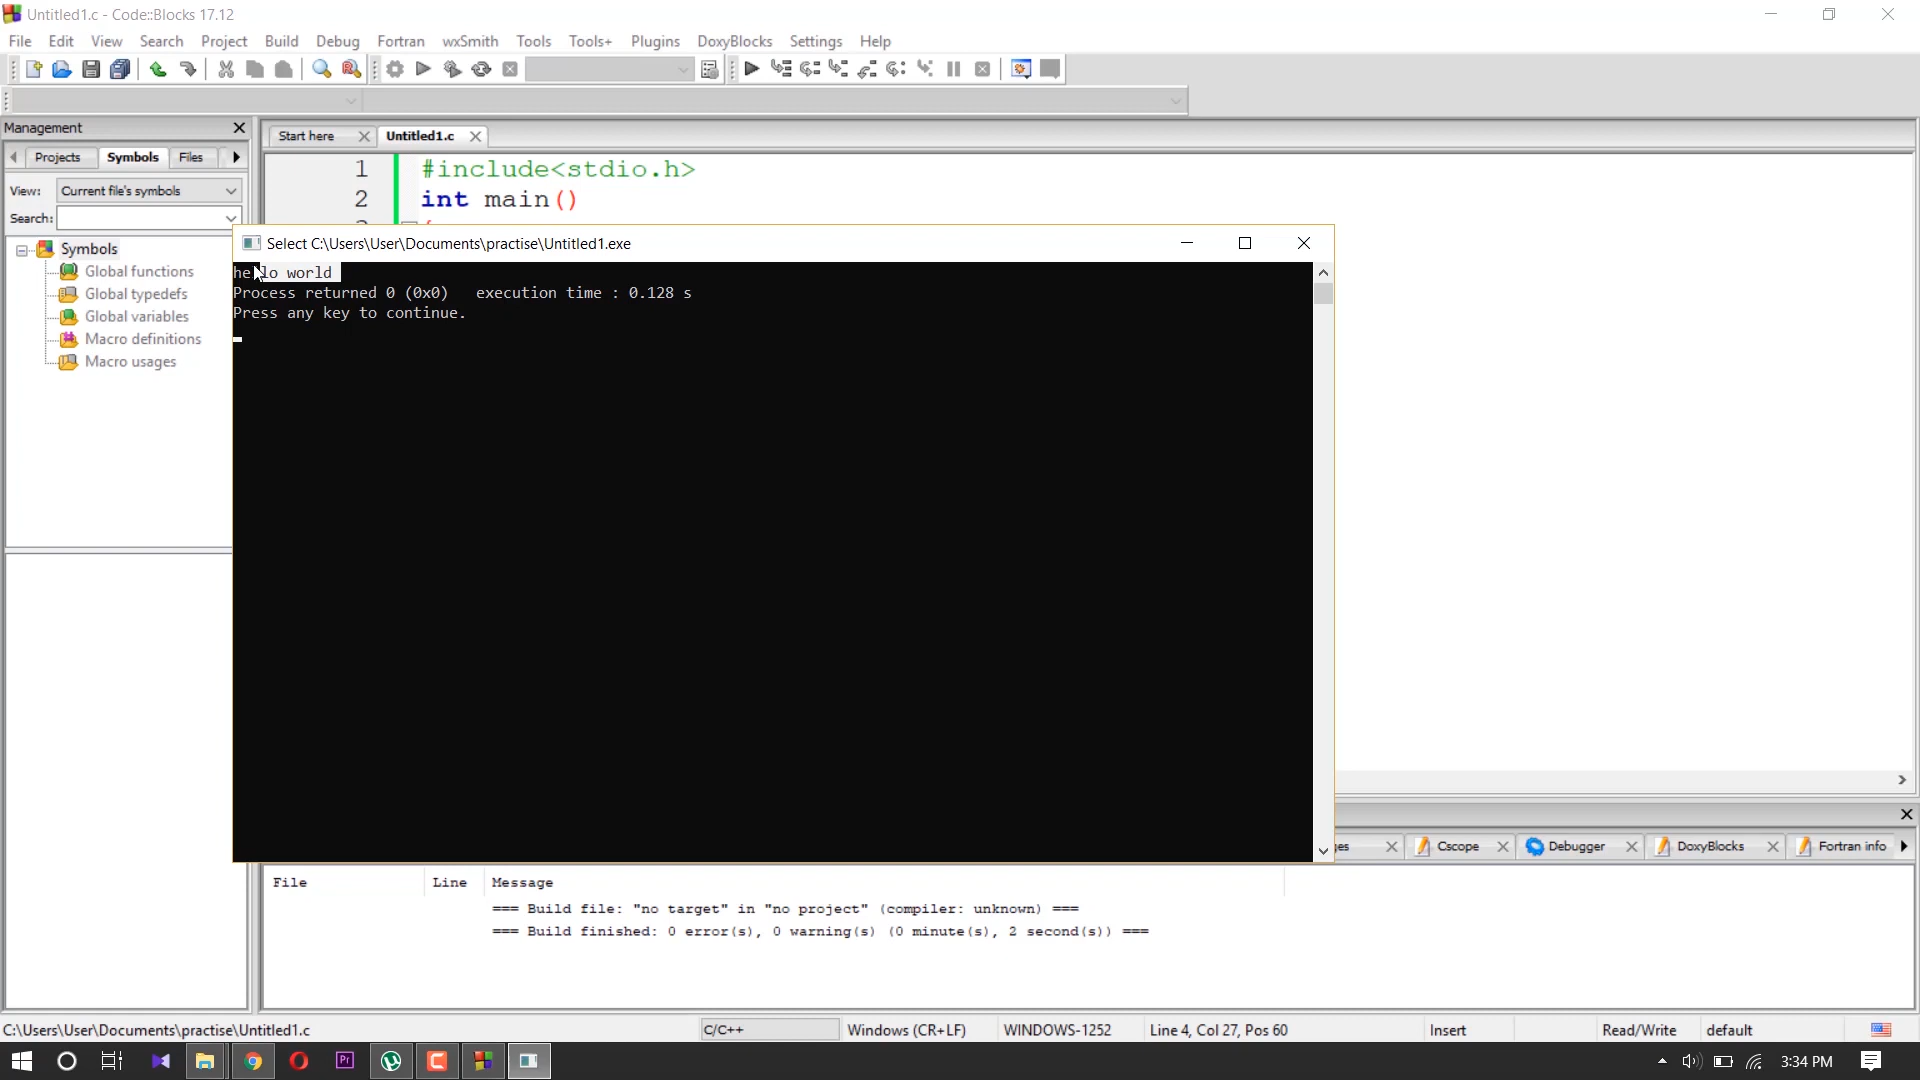 Untitled1.c - Code::Blocks 17.12
File Edit View Search Project Build Debug Fortran wxSmith Tools Tools+ Plugins DoxyBlocks Settings Help
Management
Start here Untitled1.c
Projects Symbols Files
View: Current file's symbols
Search:
1 #include<stdio.h>
2 int main()
Select C:\Users\User\Documents\practise\Untitled1.exe
Symbols
Global functions
Global typedefs
Global variables
Macro definitions
Macro usages
hello world
Process returned 0 (0x0) execution time : 0.128 s
Press any key to continue.
Cscope Debugger DoxyBlocks Fortran info
File Line Message
=== Build file: "no target" in "no project" (compiler: unknown) ===
=== Build finished: 0 error(s), 0 warning(s) (0 minute(s), 2 second(s)) ===
C:\Users\User\Documents\practise\Untitled1.c C/C++ Windows (CR+LF) WINDOWS-1252 Line 4, Col 27, Pos 60 Insert Read/Write default
Pr 3:34 PM